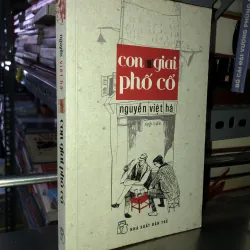 con giai
phố cổ
nguyễn việt hà
tạp văn
NHÀ XUẤT BẢN TRẺ
nguyễn việt hà
con giai phố cổ